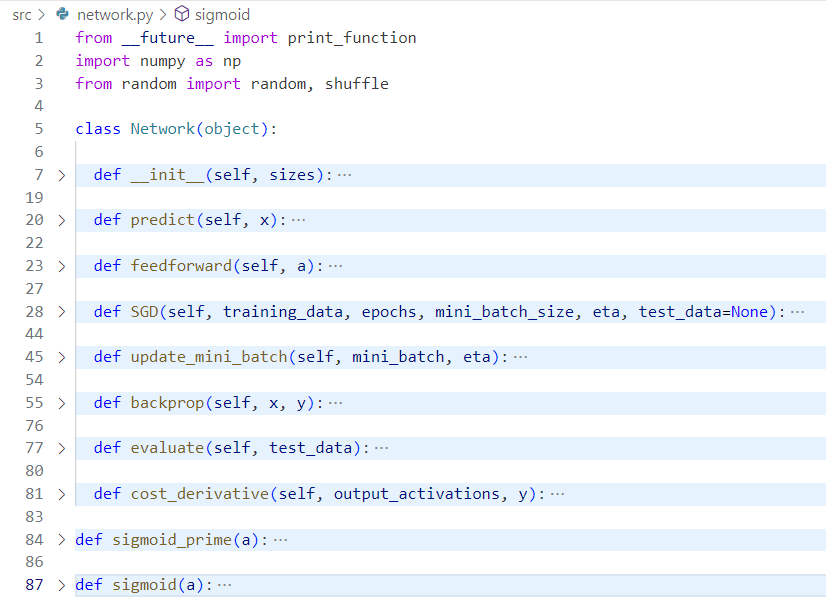 src > network.py > sigmoid
1 from __future__ import print_function
2 import numpy as np
3 from random import random, shuffle
4
5 class Network(object):
6
7 > def __init__(self, sizes): ···
19
20 > def predict(self, x): ···
22
23 > def feedforward(self, a): ···
27
28 > def SGD(self, training_data, epochs, mini_batch_size, eta, test_data=None): ···
44
45 > def update_mini_batch(self, mini_batch, eta): ···
54
55 > def backprop(self, x, y): ···
76
77 > def evaluate(self, test_data): ···
80
81 > def cost_derivative(self, output_activations, y): ···
83
84 > def sigmoid_prime(a): ···
86
87 > def sigmoid(a): ···